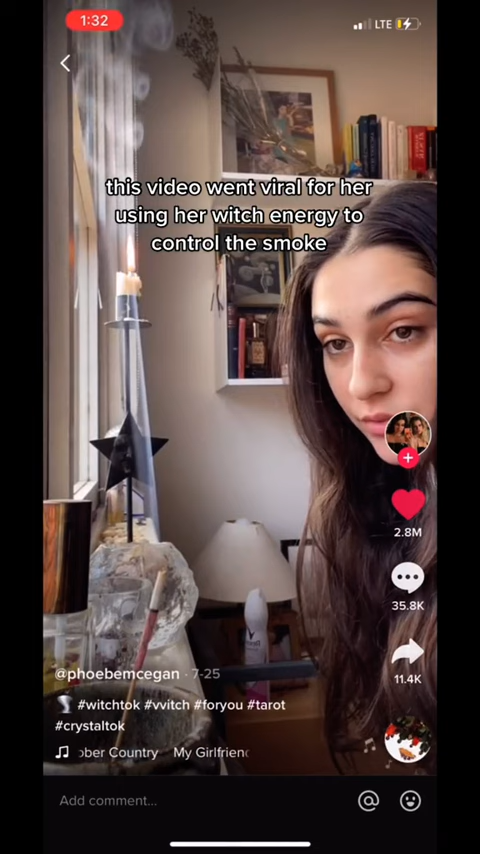 1:32
LTE
this video went viral for her
using her witch energy to
control the smoke
2.8M
35.8K
11.4K
@phoebemcegan · 7-25
#witchtok #vvitch #foryou #tarot
#crystaltok
ober Country My Girlfrien
Add comment...